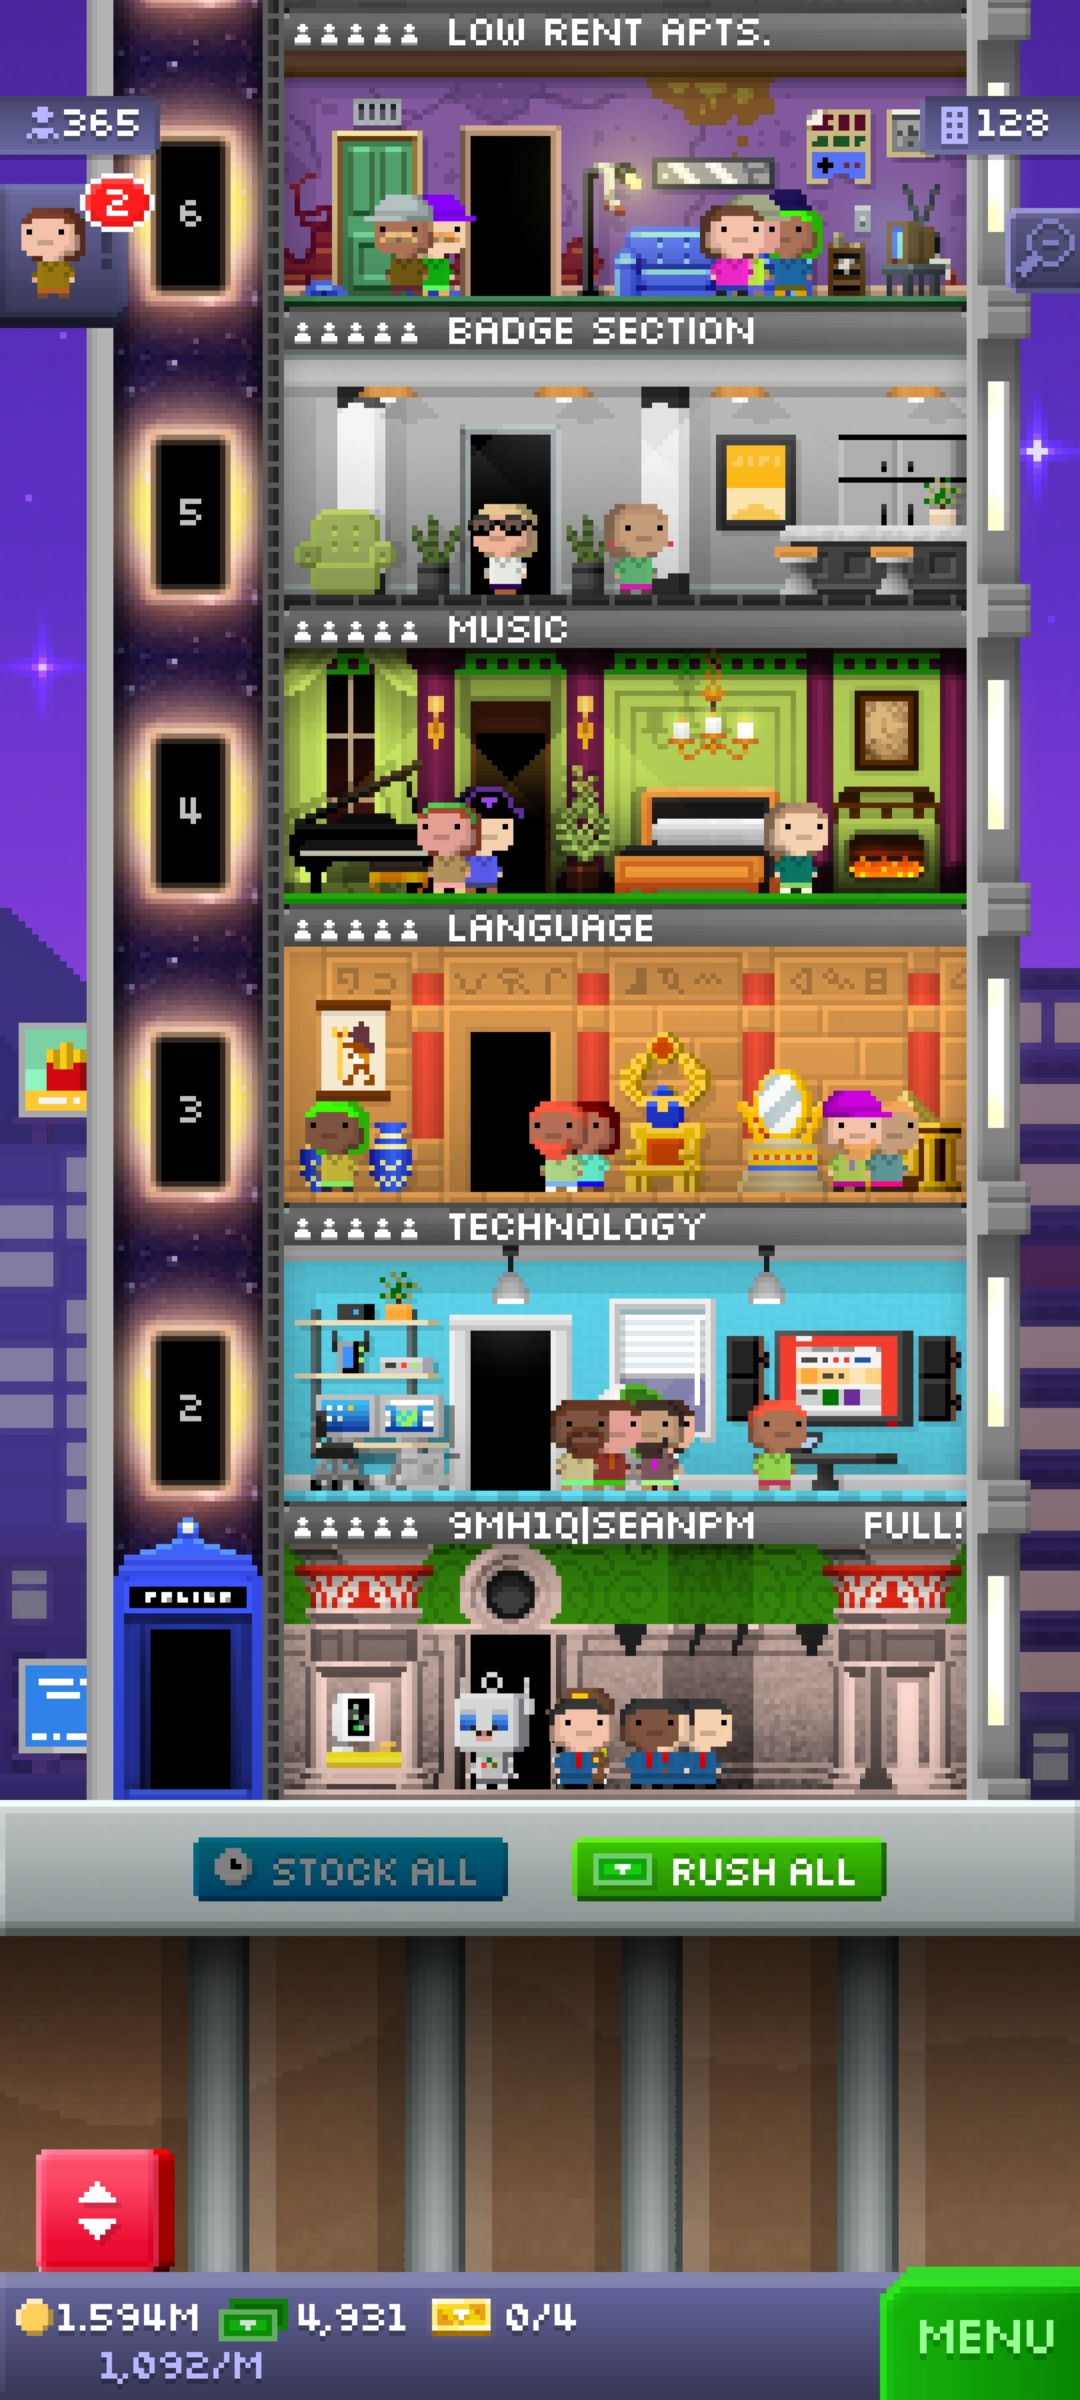 LOW RENT APTS.
365
128
2
6
BADGE SECTION
5
MUSIC
4
LANGUAGE
3
TECHNOLOGY
2
9MH1Q|SEANPM FULL!
POLICE
STOCK ALL
RUSH ALL
1.594M 4,931 0/4
1,092/M
MENU